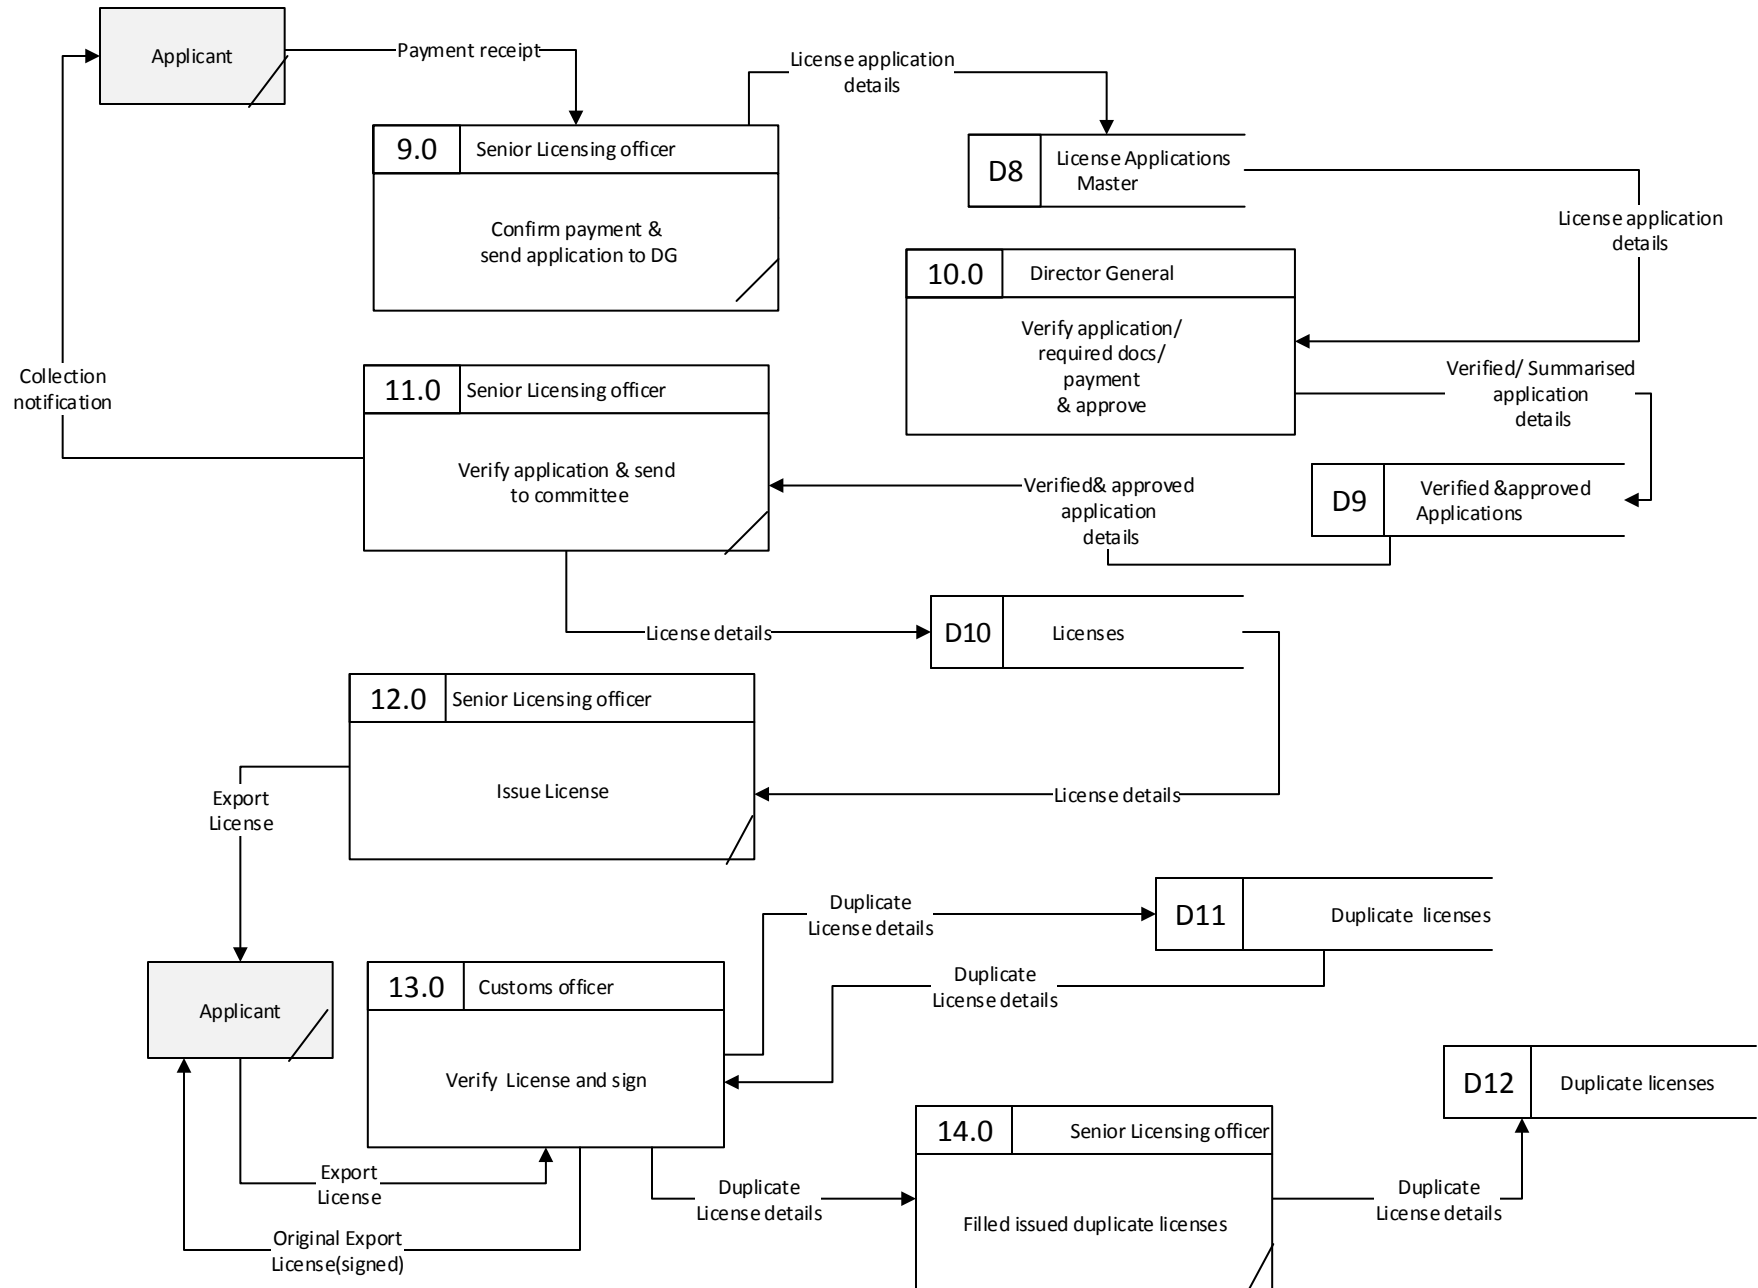 Applicant
Payment receipt
License application
details
9.0
Senior Licensing officer
Confirm payment &
send application to DG
D8
License Applications
Master
License application
details
10.0
Director General
Verify application/
required docs/
payment
& approve
Verified/ Summarised
application
details
Collection
notification
11.0
Senior Licensing officer
Verify application & send
to committee
Verified& approved
application
details
D9
Verified &approved
Applications
License details
D10
Licenses
12.0
Senior Licensing officer
Issue License
License details
Export
License
Duplicate
License details
D11
Duplicate licenses
Duplicate
License details
Applicant
13.0
Customs officer
Verify License and sign
D12
Duplicate licenses
Export
License
Original Export
License(signed)
Duplicate
License details
14.0
Senior Licensing officer
Filled issued duplicate licenses
Duplicate
License details